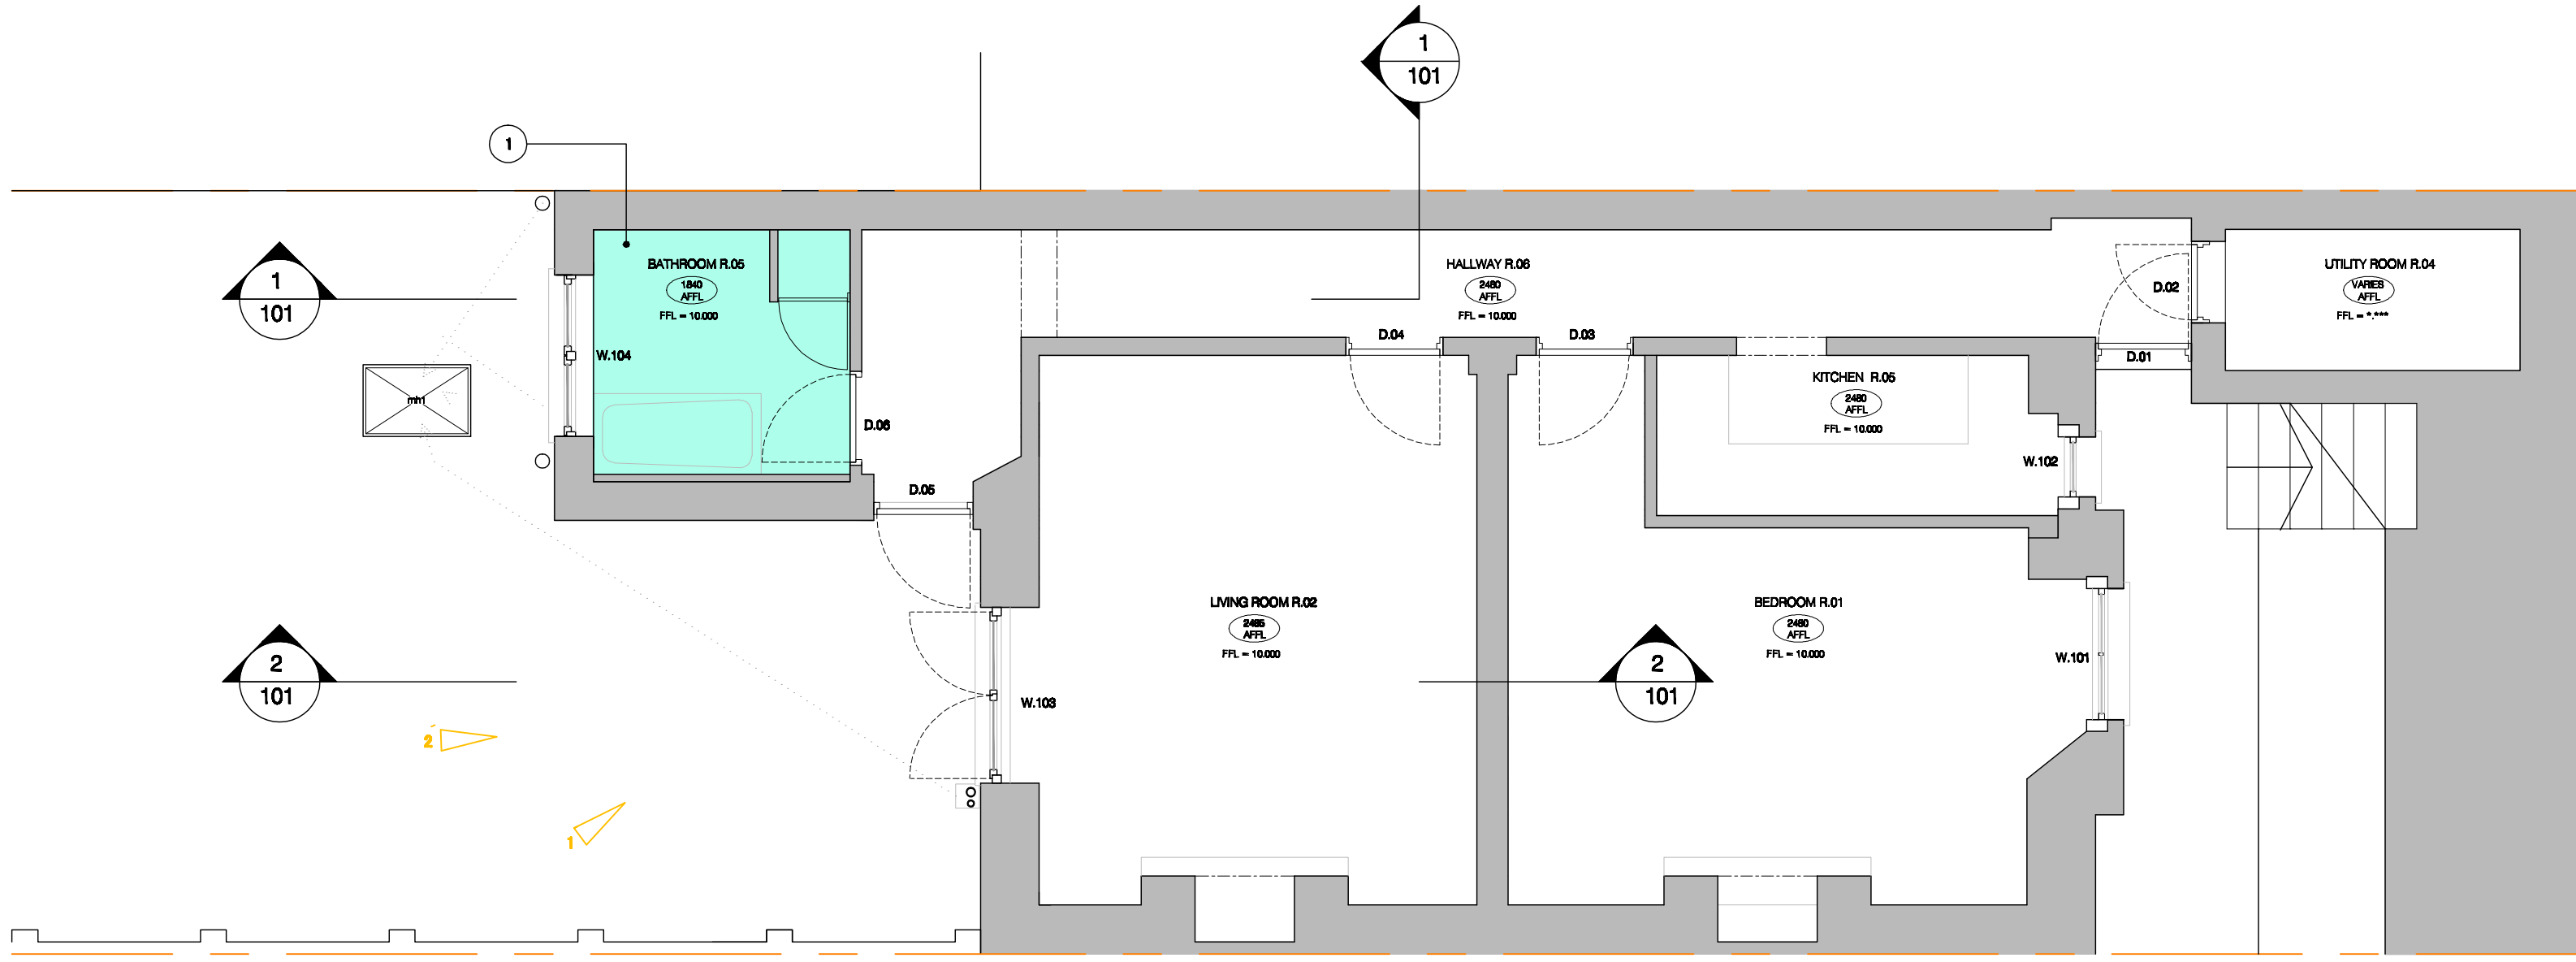 1
101
1
BATHROOM R.05
1840
AFFL
FFL = 10.000
HALLWAY R.06
2480
AFFL
FFL = 10.000
UTILITY ROOM R.04
VARIES
AFFL
FFL = *.***
1
101
D.02
D.04
D.03
D.01
W.104
KITCHEN R.05
2480
AFFL
FFL = 10.000
mh1
D.06
W.102
D.05
LIVING ROOM R.02
2485
AFFL
FFL = 10.000
BEDROOM R.01
2480
AFFL
FFL = 10.000
2
101
2
101
W.101
W.103
2
1